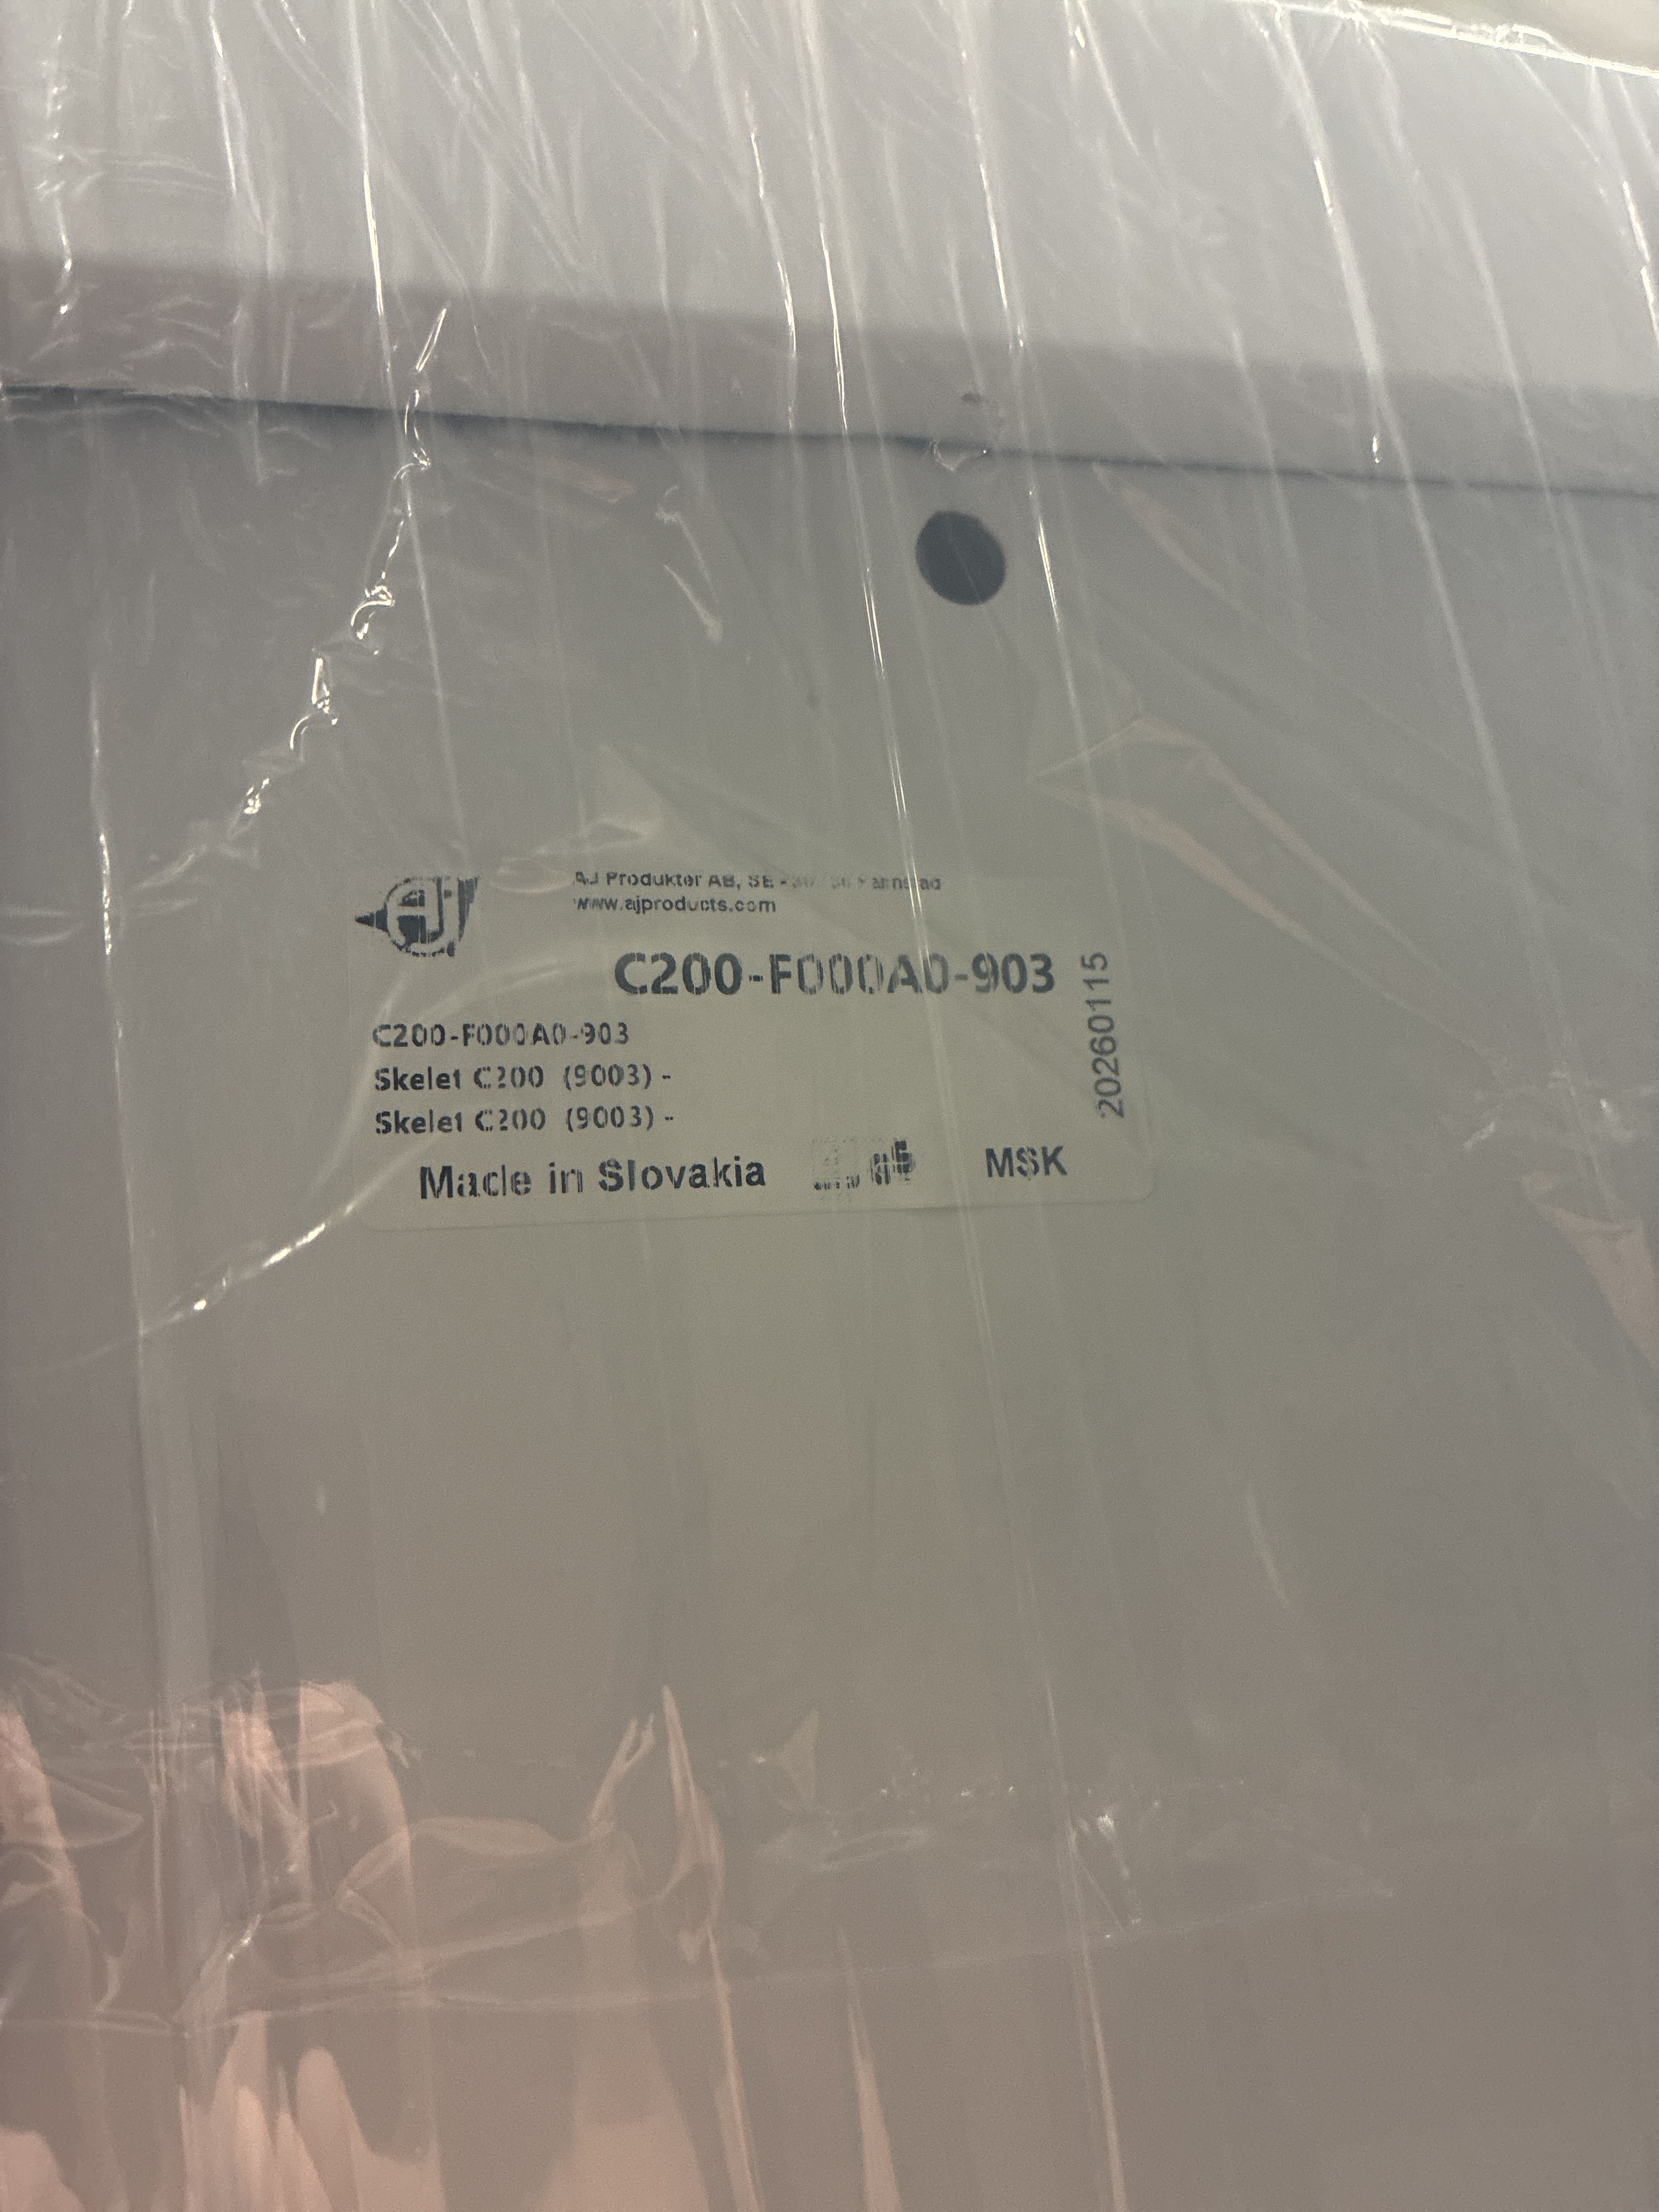 AJ
AJ Produkter AB, SE -
www.ajproducts.com
C200-F000A0-903
20260115
C200-F000A0-903
Skelet C200 (9003) -
Skelet C200 (9003) -
Made in Slovakia
MSK